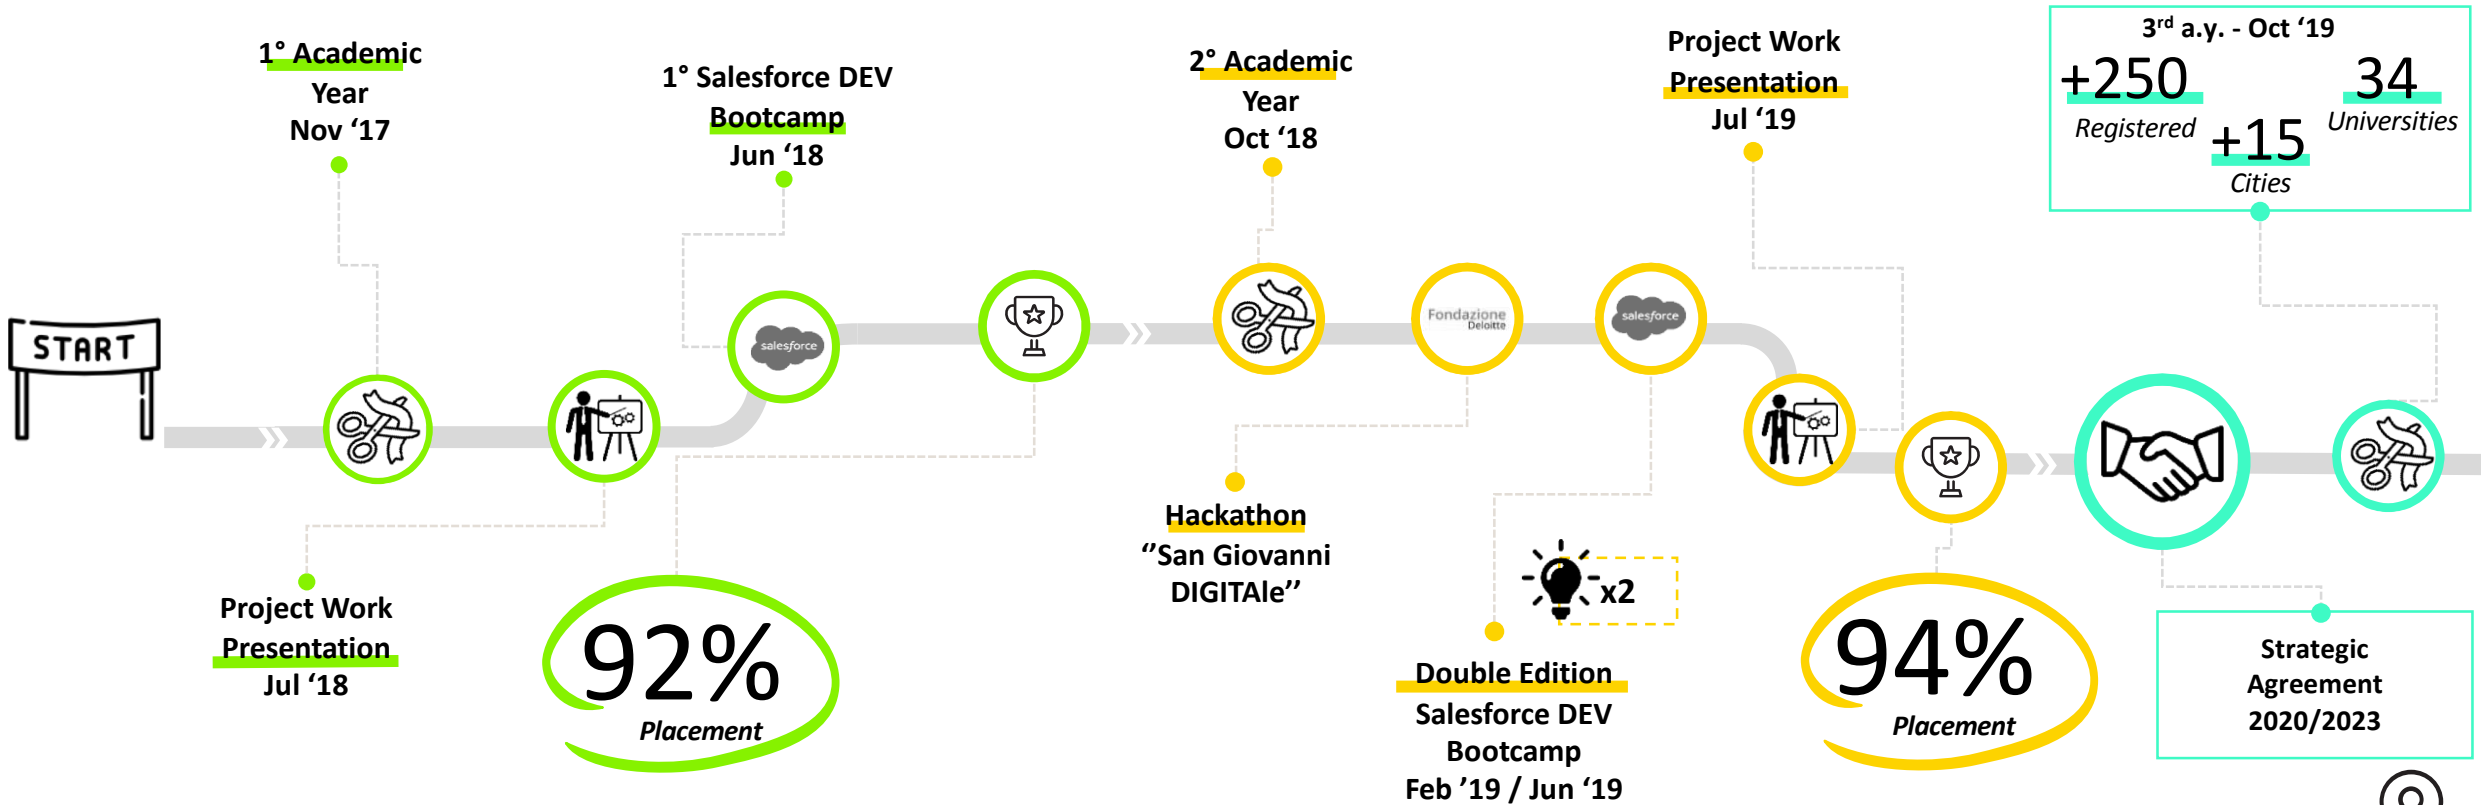 1° Academic
Year
Nov ‘17
1° Salesforce DEV
Bootcamp
Jun ‘18
2° Academic
Year
Oct ‘18
Project Work
Presentation
Jul ‘19
3rd a.y. - Oct ‘19
+250
Registered
34
Universities
+15
Cities
START
salesforce
Fondazione
Deloitte
salesforce
Project Work
Presentation
Jul ‘18
92%
Placement
Hackathon
‘’San Giovanni
DIGITAle’’
x2
Double Edition
Salesforce DEV
Bootcamp
Feb ’19 / Jun ‘19
94%
Placement
Strategic
Agreement
2020/2023